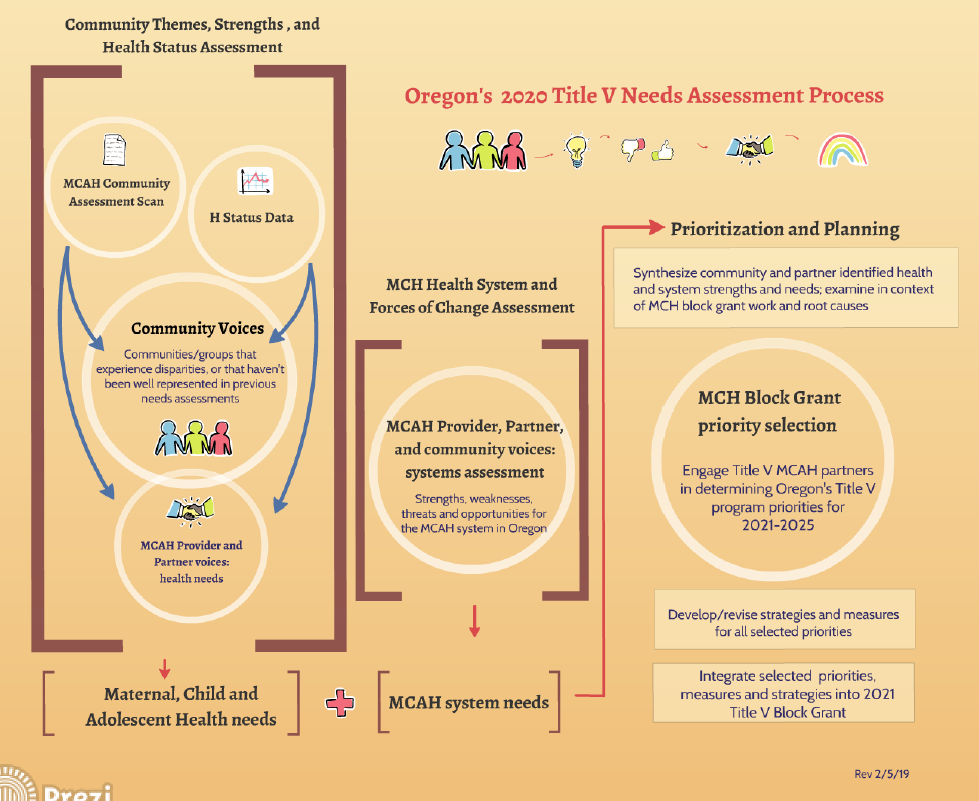 Community Themes, Strengths , and
Health Status Assessment
Oregon's 2020 Title V Needs Assessment Process
MCAH Community
Assessment Scan
H Status Data
Community Voices
Communities/groups that
experience disparities, or that haven't
been well represented in previous
needs assessments
MCAH Provider and
Partner voices:
health needs
Maternal, Child and
Adolescent Health needs
MCH Health System and
Forces of Change Assessment
MCAH Provider, Partner,
and community voices:
systems assessment
Strengths, weaknesses,
threats and opportunities for
the MCAH system in Oregon
MCAH system needs
Prioritization and Planning
Synthesize community and partner identified health
and system strengths and needs; examine in context
of MCH block grant work and root causes
MCH Block Grant
priority selection
Engage Title V MCAH partners
in determining Oregon's Title V
program priorities for
2021-2025
Develop/revise strategies and measures
for all selected priorities
Integrate selected priorities,
measures and strategies into 2021
Title V Block Grant
Rev 2/5/19
Prezi